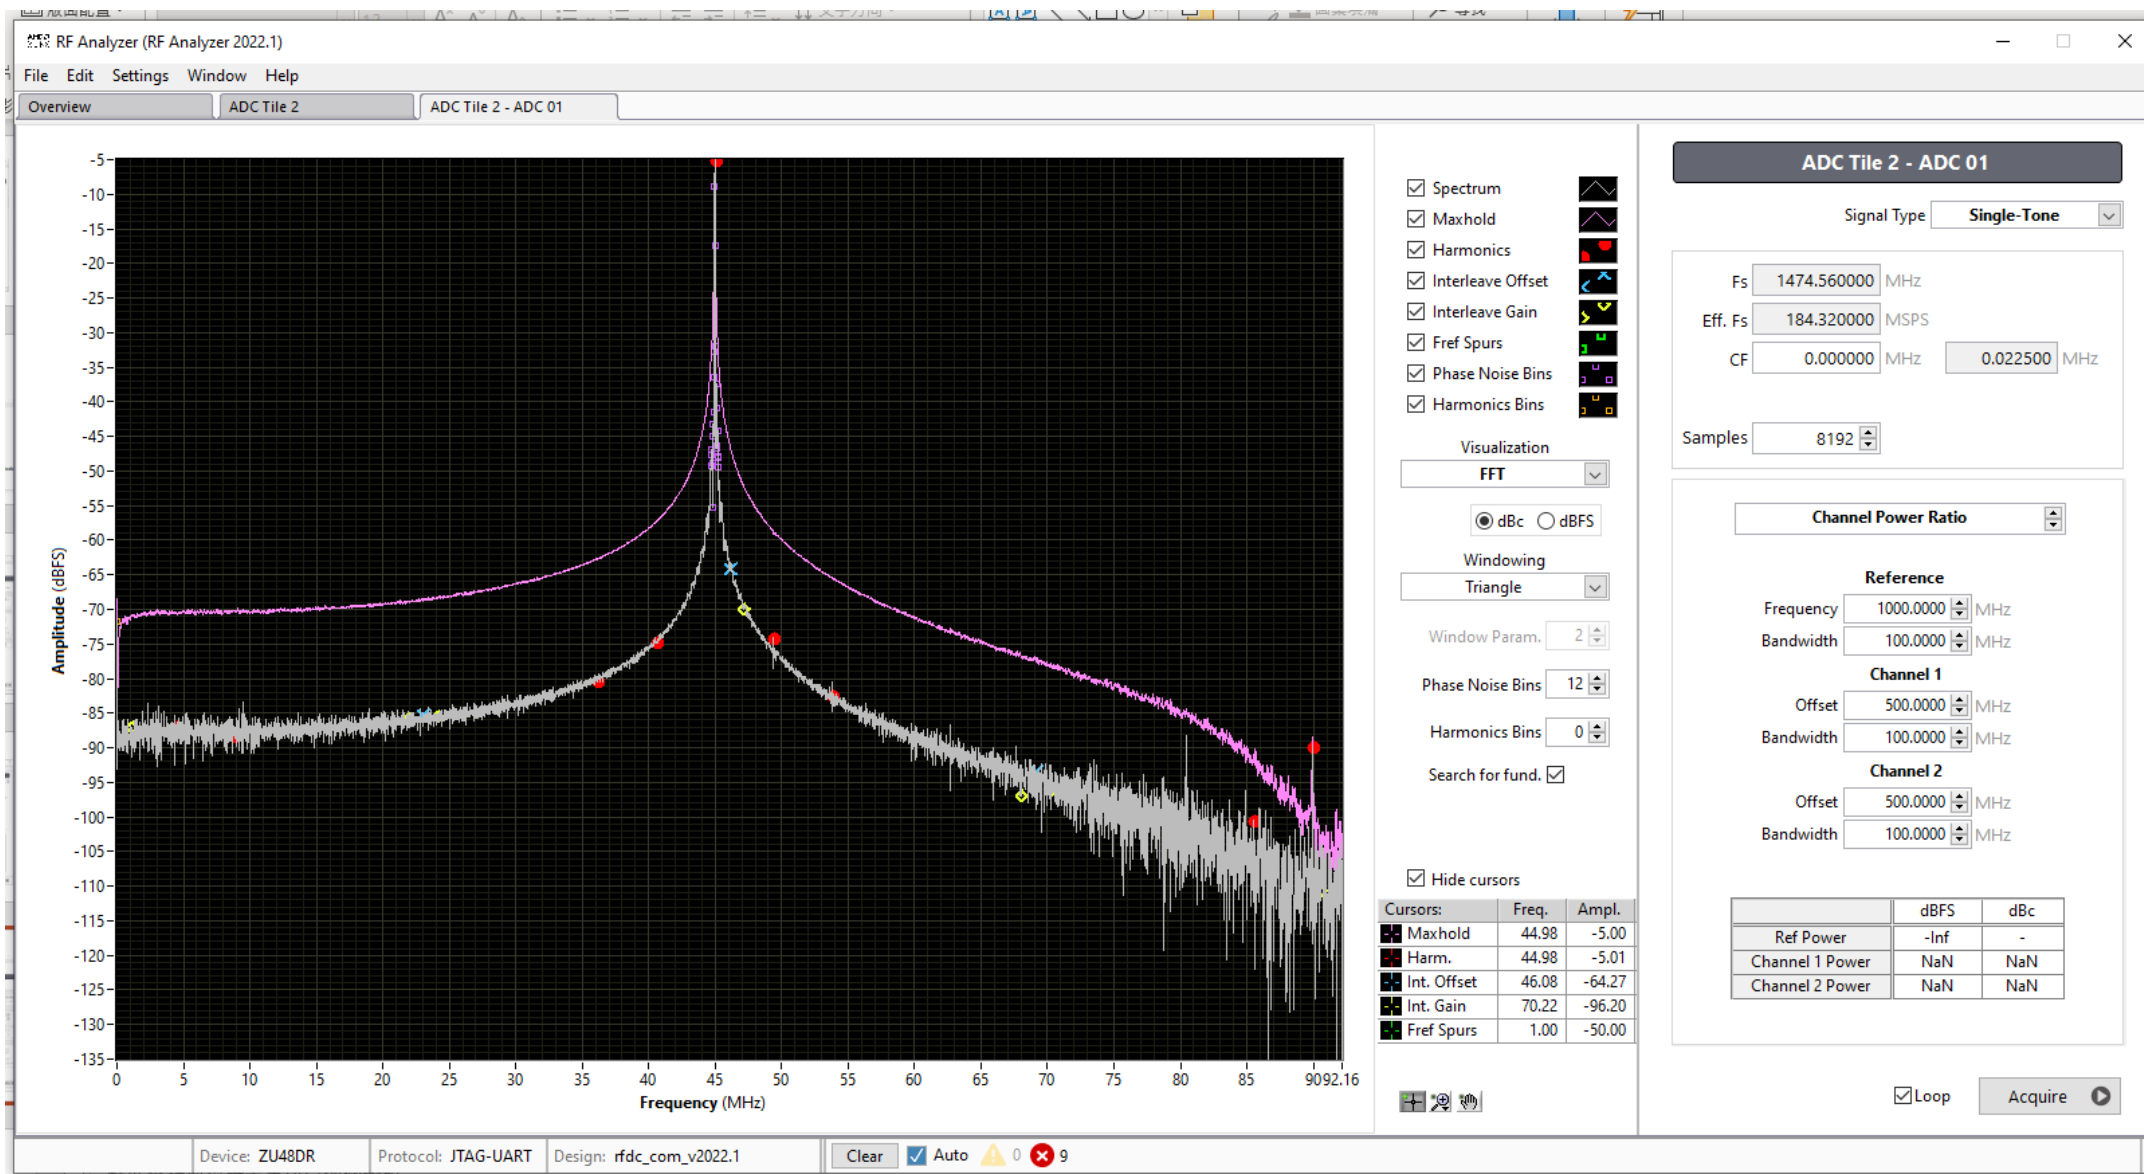 版面配置
RF Analyzer (RF Analyzer 2022.1)
File Edit Settings Window Help
Overview ADC Tile 2 ADC Tile 2 - ADC 01
Amplitude (dBFS)
-5
-10
-15
-20
-25
-30
-35
-40
-45
-50
-55
-60
-65
-70
-75
-80
-85
-90
-95
-100
-105
-110
-115
-120
-125
-130
-135
0 5 10 15 20 25 30 35 40 45 50 55 60 65 70 75 80 85 90 92.16
Frequency (MHz)
Spectrum
Maxhold
Harmonics
Interleave Offset
Interleave Gain
Fref Spurs
Phase Noise Bins
Harmonics Bins
Visualization
FFT
dBc dBFS
Windowing
Triangle
Window Param. 2
Phase Noise Bins 12
Harmonics Bins 0
Search for fund.
Hide cursors
Cursors: Freq. Ampl.
Maxhold 44.98 -5.00
Harm. 44.98 -5.01
Int. Offset 46.08 -64.27
Int. Gain 70.22 -96.20
Fref Spurs 1.00 -50.00
ADC Tile 2 - ADC 01
Signal Type Single-Tone
Fs 1474.560000 MHz
Eff. Fs 184.320000 MSPS
CF 0.000000 MHz 0.022500 MHz
Samples 8192
Channel Power Ratio
Reference
Frequency 1000.0000 MHz
Bandwidth 100.0000 MHz
Channel 1
Offset 500.0000 MHz
Bandwidth 100.0000 MHz
Channel 2
Offset 500.0000 MHz
Bandwidth 100.0000 MHz
dBFS dBc
Ref Power -Inf -
Channel 1 Power NaN NaN
Channel 2 Power NaN NaN
Loop Acquire
Device: ZU48DR Protocol: JTAG-UART Design: rfdc_com_v2022.1 Clear Auto 0 9